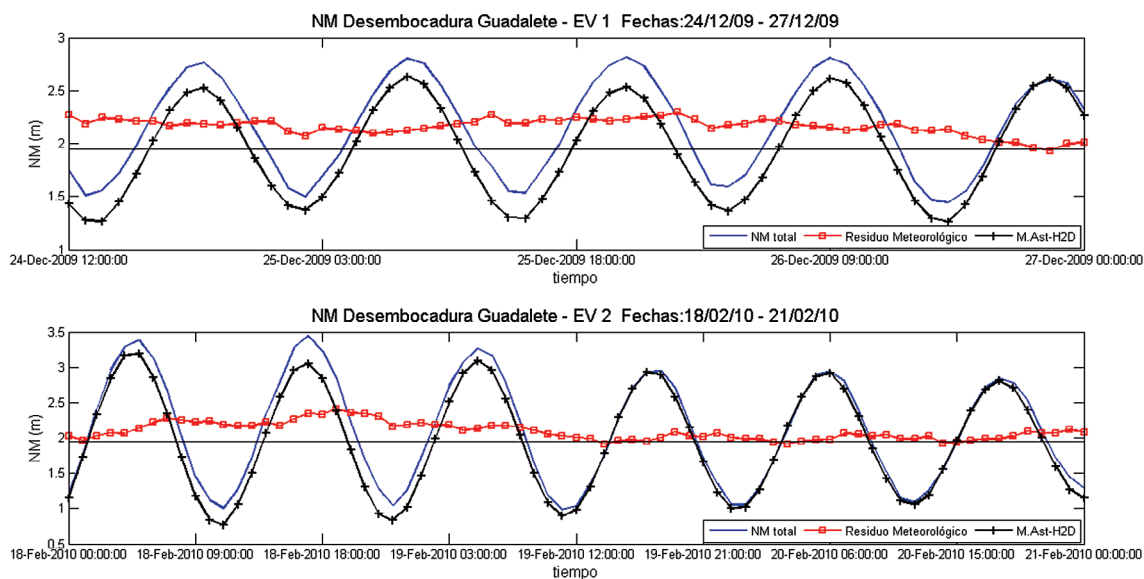 NM Desembocadura Guadalete - EV 1 Fechas:24/12/09 - 27/12/09
3
2.5
2
1.5
1
NM (m)
NM total
Residuo Meteorológico
M.Ast-H2D
24-Dec-2009 12:00:00
25-Dec-2009 03:00:00
25-Dec-2009 18:00:00
26-Dec-2009 09:00:00
27-Dec-2009 00:00:00
tiempo
NM Desembocadura Guadalete - EV 2 Fechas:18/02/10 - 21/02/10
3.5
3
2.5
2
1.5
1
0.5
NM (m)
NM total
Residuo Meteorológico
M.Ast-H2D
18-Feb-2010 00:00:00
18-Feb-2010 09:00:00
18-Feb-2010 18:00:00
19-Feb-2010 03:00:00
19-Feb-2010 12:00:00
19-Feb-2010 21:00:00
20-Feb-2010 06:00:00
20-Feb-2010 15:00:00
21-Feb-2010 00:00:00
tiempo